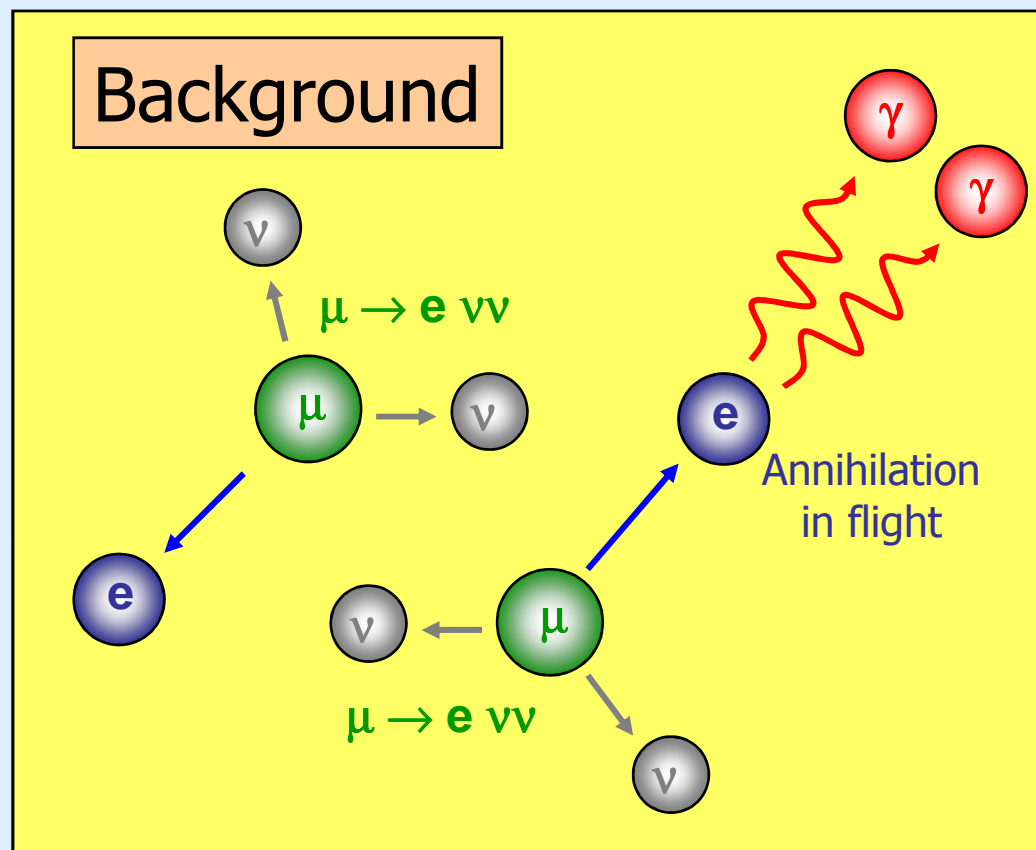 Background
γ
γ
ν
μ → e νν
μ
ν
e
Annihilation
in flight
e
ν
μ
μ → e νν
ν